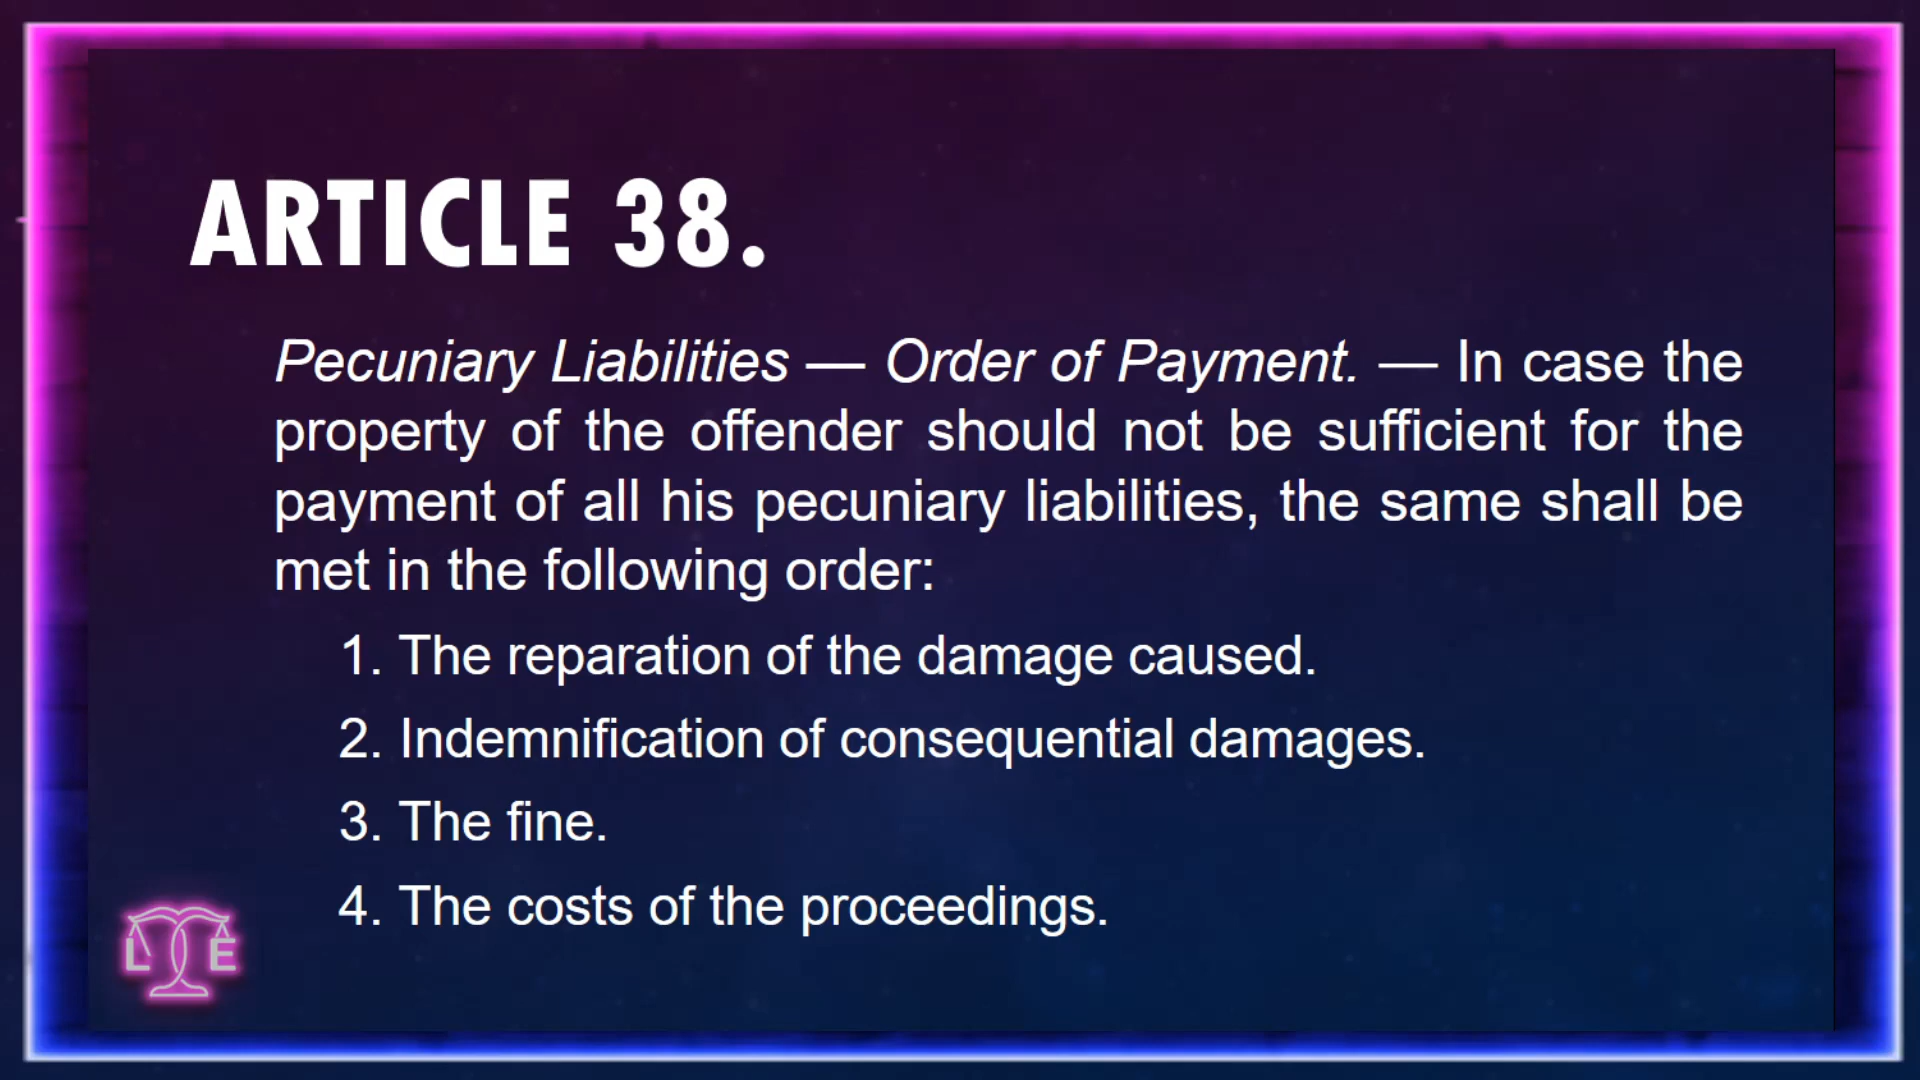 ARTICLE 38.
Pecuniary Liabilities — Order of Payment. — In case the
property of the offender should not be sufficient for the
payment of all his pecuniary liabilities, the same shall be
met in the following order:
1. The reparation of the damage caused.
2. Indemnification of consequential damages.
3. The fine.
4. The costs of the proceedings.
L E